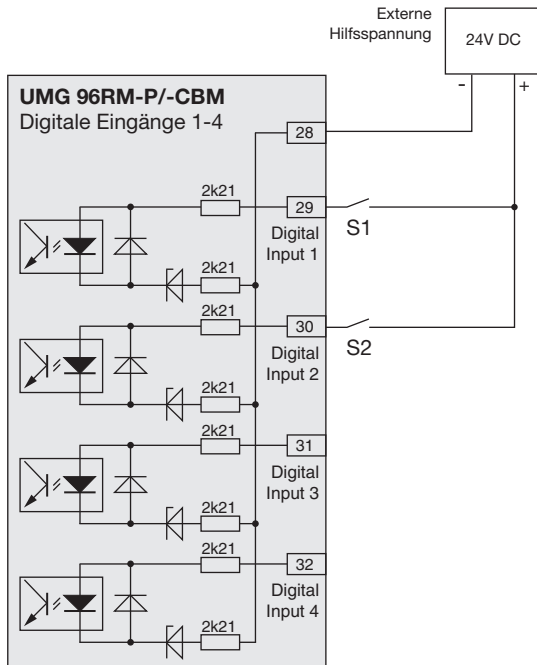 Externe
Hilfsspannung
24V DC
- +
UMG 96RM-P/-CBM
Digitale Eingänge 1-4
28
2k21
29
S1
Digital
Input 1
2k21
2k21
30
S2
Digital
Input 2
2k21
2k21
31
Digital
Input 3
2k21
2k21
32
Digital
Input 4
2k21